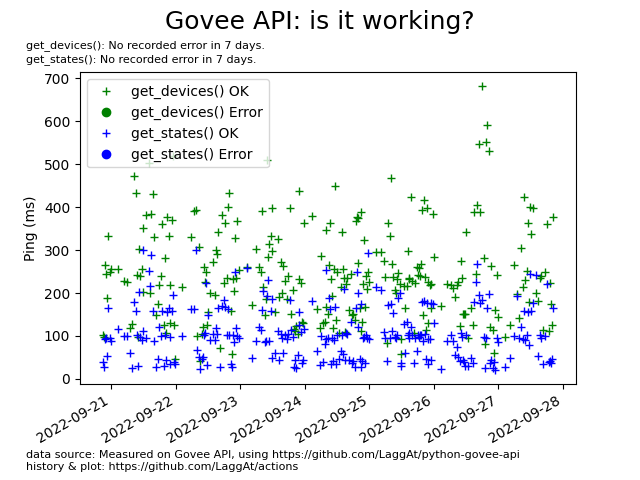 Govee API: is it working?
get_devices(): No recorded error in 7 days.
get_states(): No recorded error in 7 days.
get_devices() OK
get_devices() Error
get_states() OK
get_states() Error
Ping (ms)
700
600
500
400
300
200
100
0
2022-09-21
2022-09-22
2022-09-23
2022-09-24
2022-09-25
2022-09-26
2022-09-27
2022-09-28
data source: Measured on Govee API, using https://github.com/LaggAt/python-govee-api
history & plot: https://github.com/LaggAt/actions